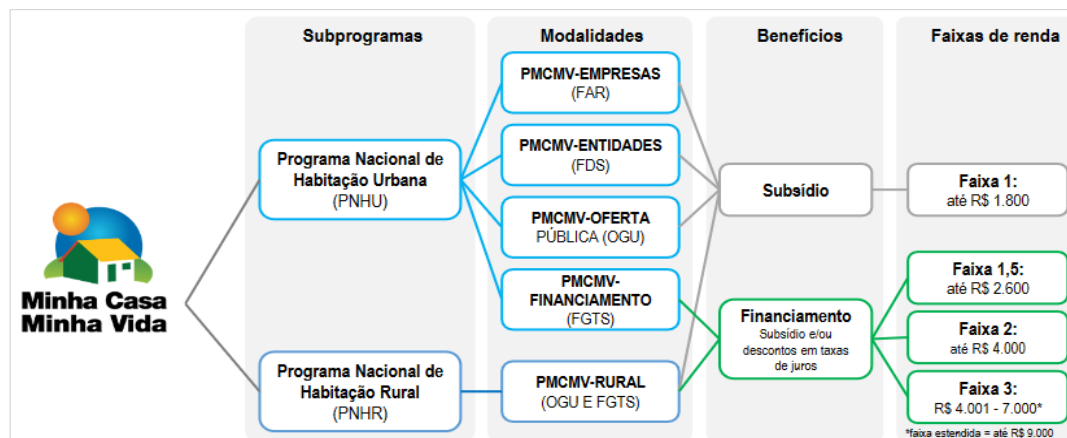 Subprogramas
Modalidades
Benefícios
Faixas de renda
Minha Casa
Minha Vida
Programa Nacional de
Habitação Urbana
(PNHU)
Programa Nacional de
Habitação Rural
(PNHR)
PMCMV-EMPRESAS
(FAR)
PMCMV-ENTIDADES
(FDS)
PMCMV-OFERTA
PÚBLICA (OGU)
PMCMV-
FINANCIAMENTO
(FGTS)
PMCMV-RURAL
(OGU E FGTS)
Subsídio
Financiamento
Subsídio e/ou
descontos em taxas
de juros
Faixa 1:
até R$ 1.800
Faixa 1,5:
até R$ 2.600
Faixa 2:
até R$ 4.000
Faixa 3:
R$ 4.001 - 7.000*
*faixa estendida = até R$ 9.000